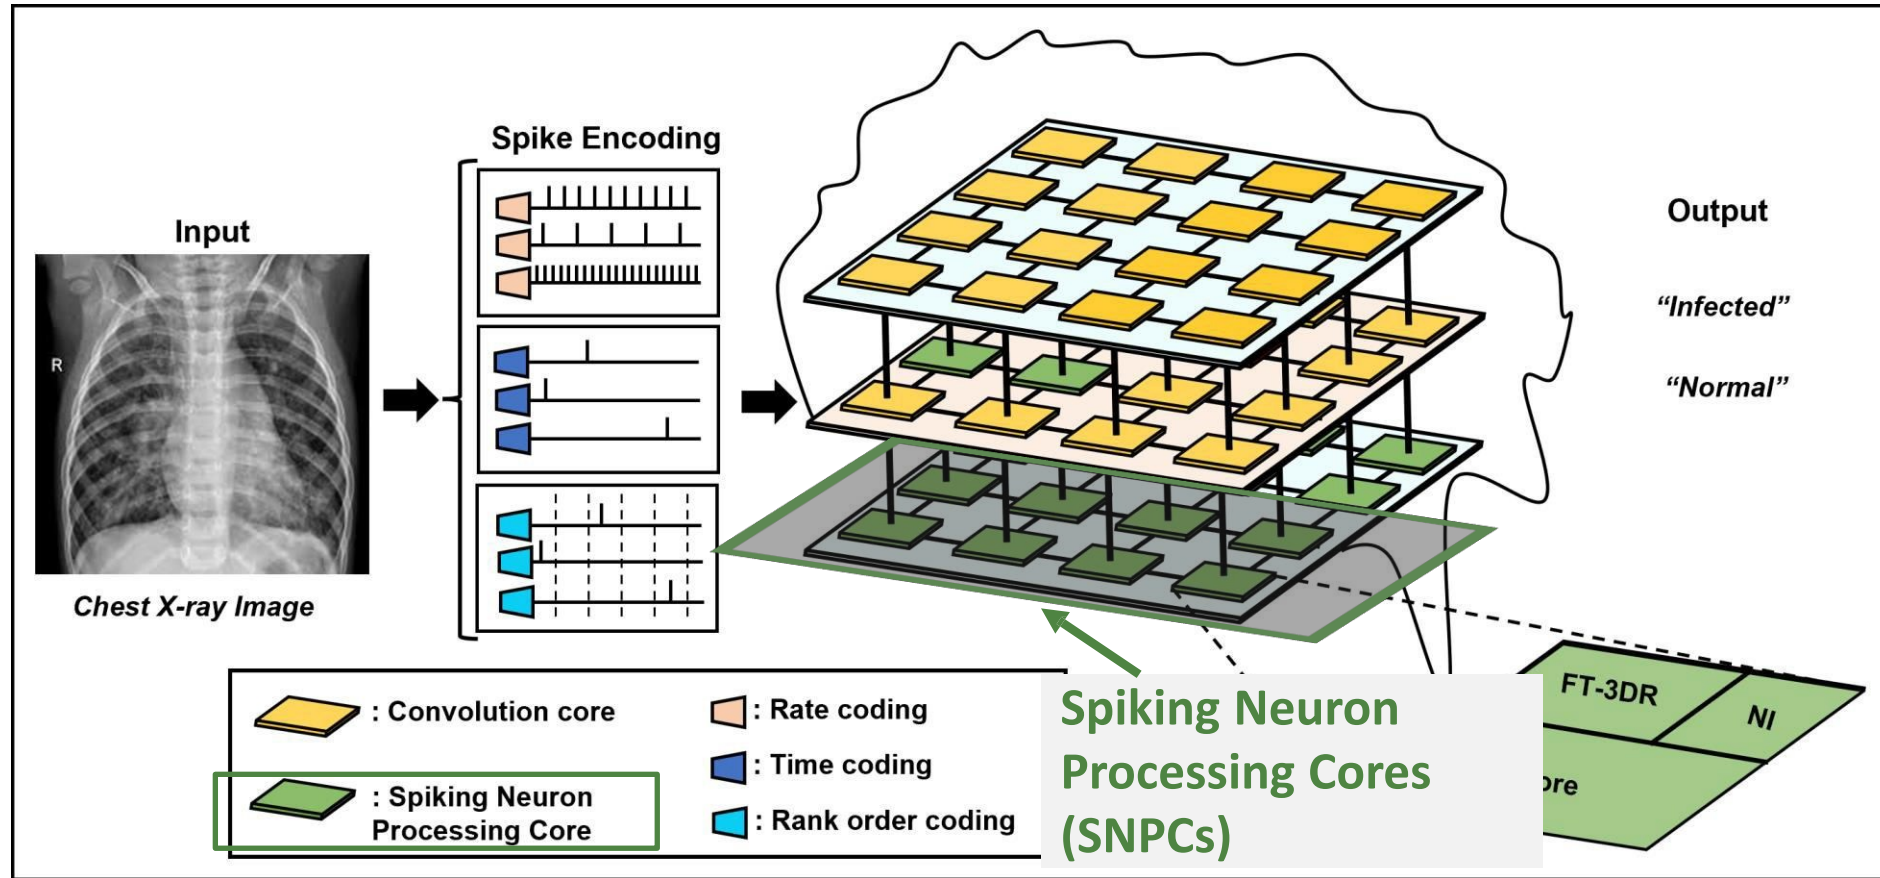 Input
R
Chest X-ray Image
Spike Encoding
Output
“Infected”
“Normal”
: Convolution core
: Spiking Neuron
Processing Core
: Rate coding
: Time coding
: Rank order coding
Spiking Neuron
Processing Cores
(SNPCs)
FT-3DR
NI
ore